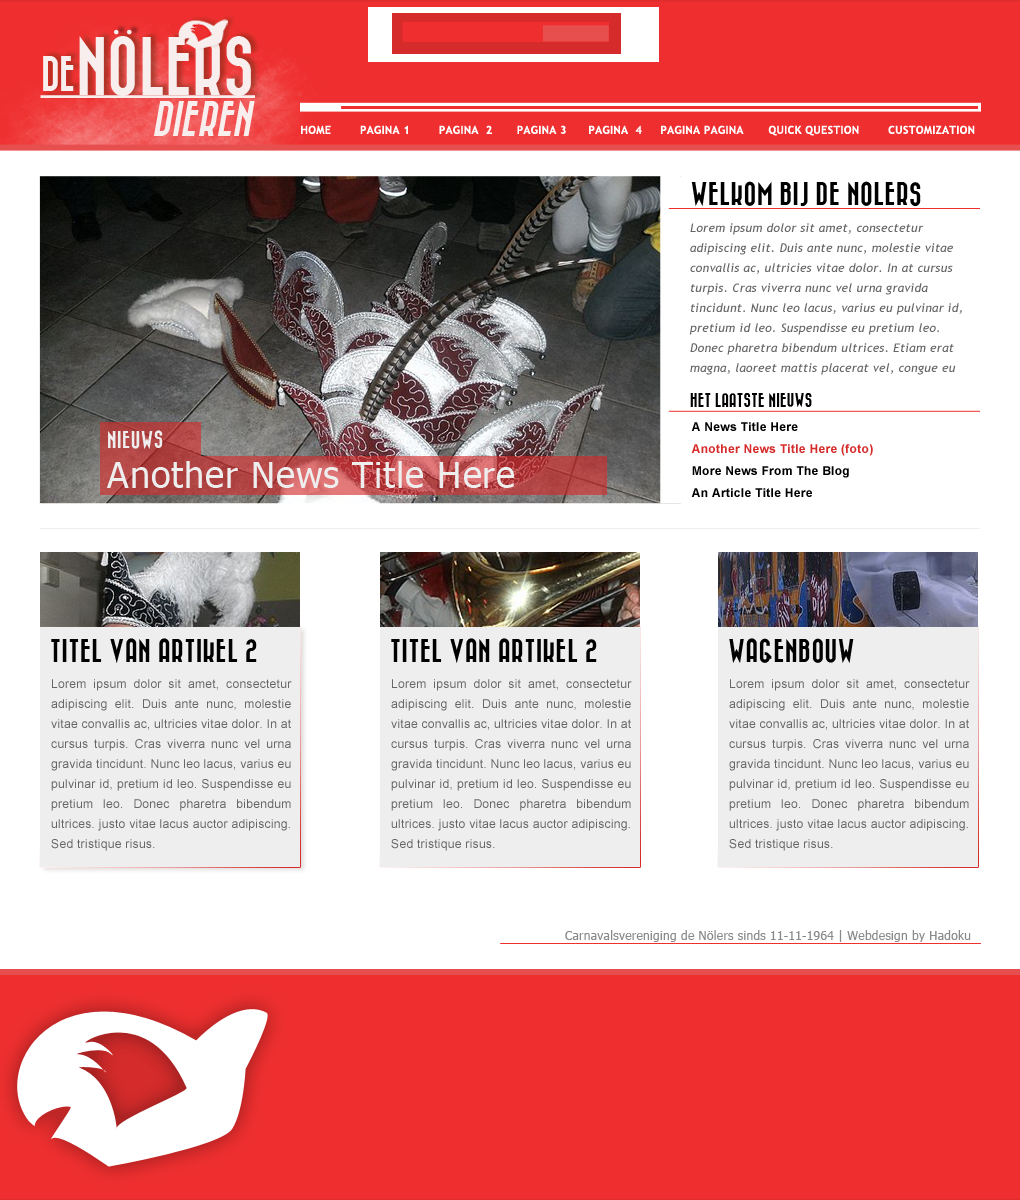 DE NÖLERS
DIEREN
HOME PAGINA 1 PAGINA 2 PAGINA 3 PAGINA 4 PAGINA PAGINA QUICK QUESTION CUSTOMIZATION
NIEUWS
Another News Title Here
WELKOM BIJ DE NOLERS
Lorem ipsum dolor sit amet, consectetur
adipiscing elit. Duis ante nunc, molestie vitae
convallis ac, ultricies vitae dolor. In at cursus
turpis. Cras viverra nunc vel urna gravida
tincidunt. Nunc leo lacus, varius eu pulvinar id,
pretium id leo. Suspendisse eu pretium leo.
Donec pharetra bibendum ultrices. Etiam erat
magna, laoreet mattis placerat vel, congue eu
HET LAATSTE NIEUWS
A News Title Here
Another News Title Here (foto)
More News From The Blog
An Article Title Here
TITEL VAN ARTIKEL 2
Lorem ipsum dolor sit amet, consectetur
adipiscing elit. Duis ante nunc, molestie
vitae convallis ac, ultricies vitae dolor. In at
cursus turpis. Cras viverra nunc vel urna
gravida tincidunt. Nunc leo lacus, varius eu
pulvinar id, pretium id leo. Suspendisse eu
pretium leo. Donec pharetra bibendum
ultrices. justo vitae lacus auctor adipiscing.
Sed tristique risus.
TITEL VAN ARTIKEL 2
Lorem ipsum dolor sit amet, consectetur
adipiscing elit. Duis ante nunc, molestie
vitae convallis ac, ultricies vitae dolor. In at
cursus turpis. Cras viverra nunc vel urna
gravida tincidunt. Nunc leo lacus, varius eu
pulvinar id, pretium id leo. Suspendisse eu
pretium leo. Donec pharetra bibendum
ultrices. justo vitae lacus auctor adipiscing.
Sed tristique risus.
WAGENBOUW
Lorem ipsum dolor sit amet, consectetur
adipiscing elit. Duis ante nunc, molestie
vitae convallis ac, ultricies vitae dolor. In at
cursus turpis. Cras viverra nunc vel urna
gravida tincidunt. Nunc leo lacus, varius eu
pulvinar id, pretium id leo. Suspendisse eu
pretium leo. Donec pharetra bibendum
ultrices. justo vitae lacus auctor adipiscing.
Sed tristique risus.
Carnavalsvereniging de Nölers sinds 11-11-1964 | Webdesign by Hadoku